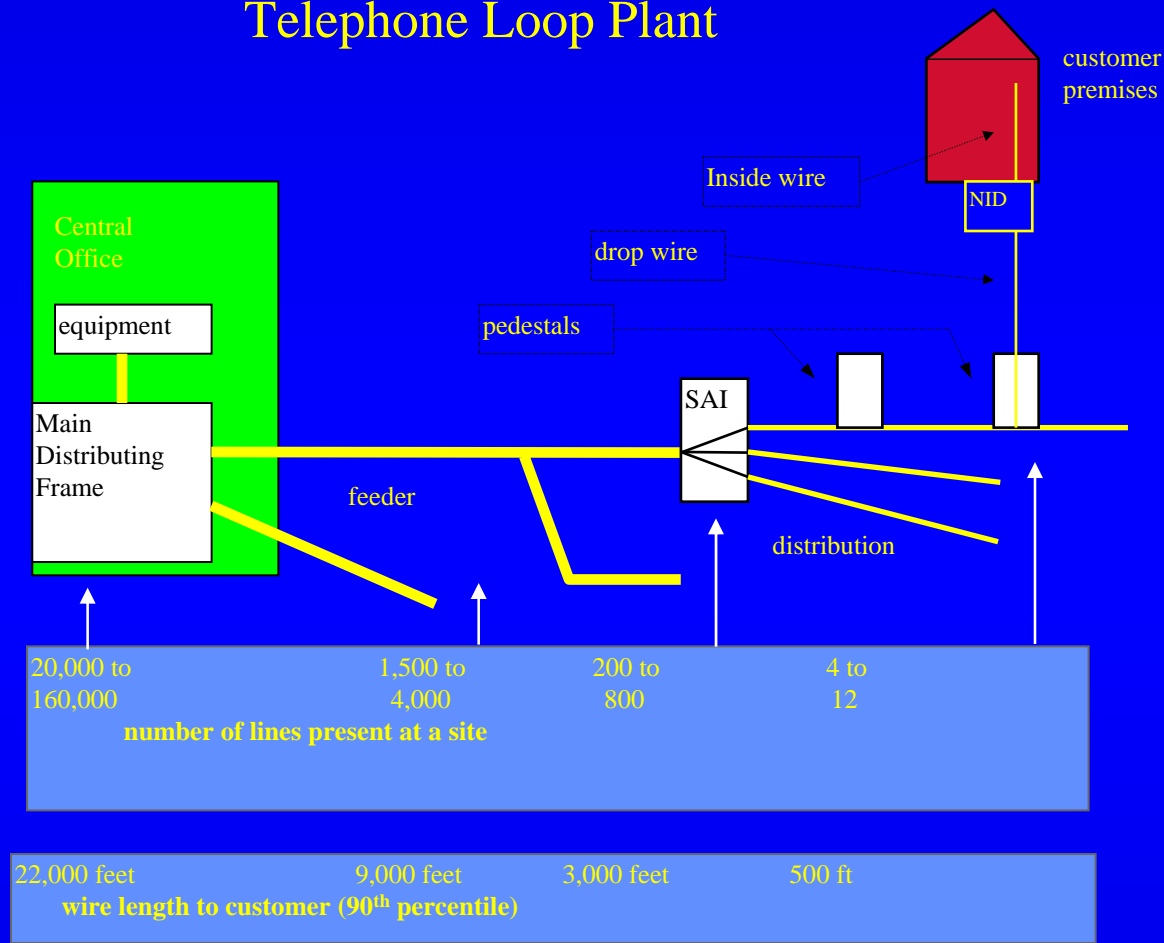 Telephone Loop Plant
customer
premises
Inside wire
NID
Central
Office
drop wire
equipment
pedestals
SAI
Main
Distributing
Frame
feeder
distribution
20,000 to 1,500 to 200 to 4 to
160,000 4,000 800 12
number of lines present at a site
22,000 feet 9,000 feet 3,000 feet 500 ft
wire length to customer (90th percentile)